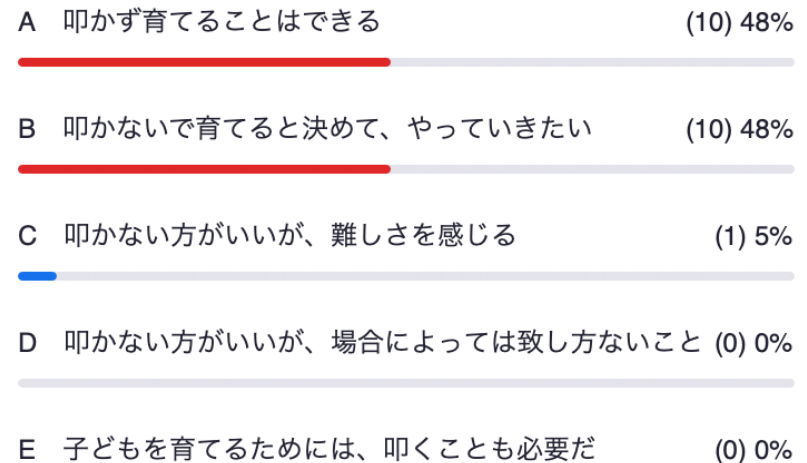 A 叩かず育てることはできる (10) 48%
B 叩かないで育てると決めて、やっていきたい (10) 48%
C 叩かない方がいいが、難しさを感じる (1) 5%
D 叩かない方がいいが、場合によっては致し方ないこと (0) 0%
E 子どもを育てるためには、叩くことも必要だ (0) 0%